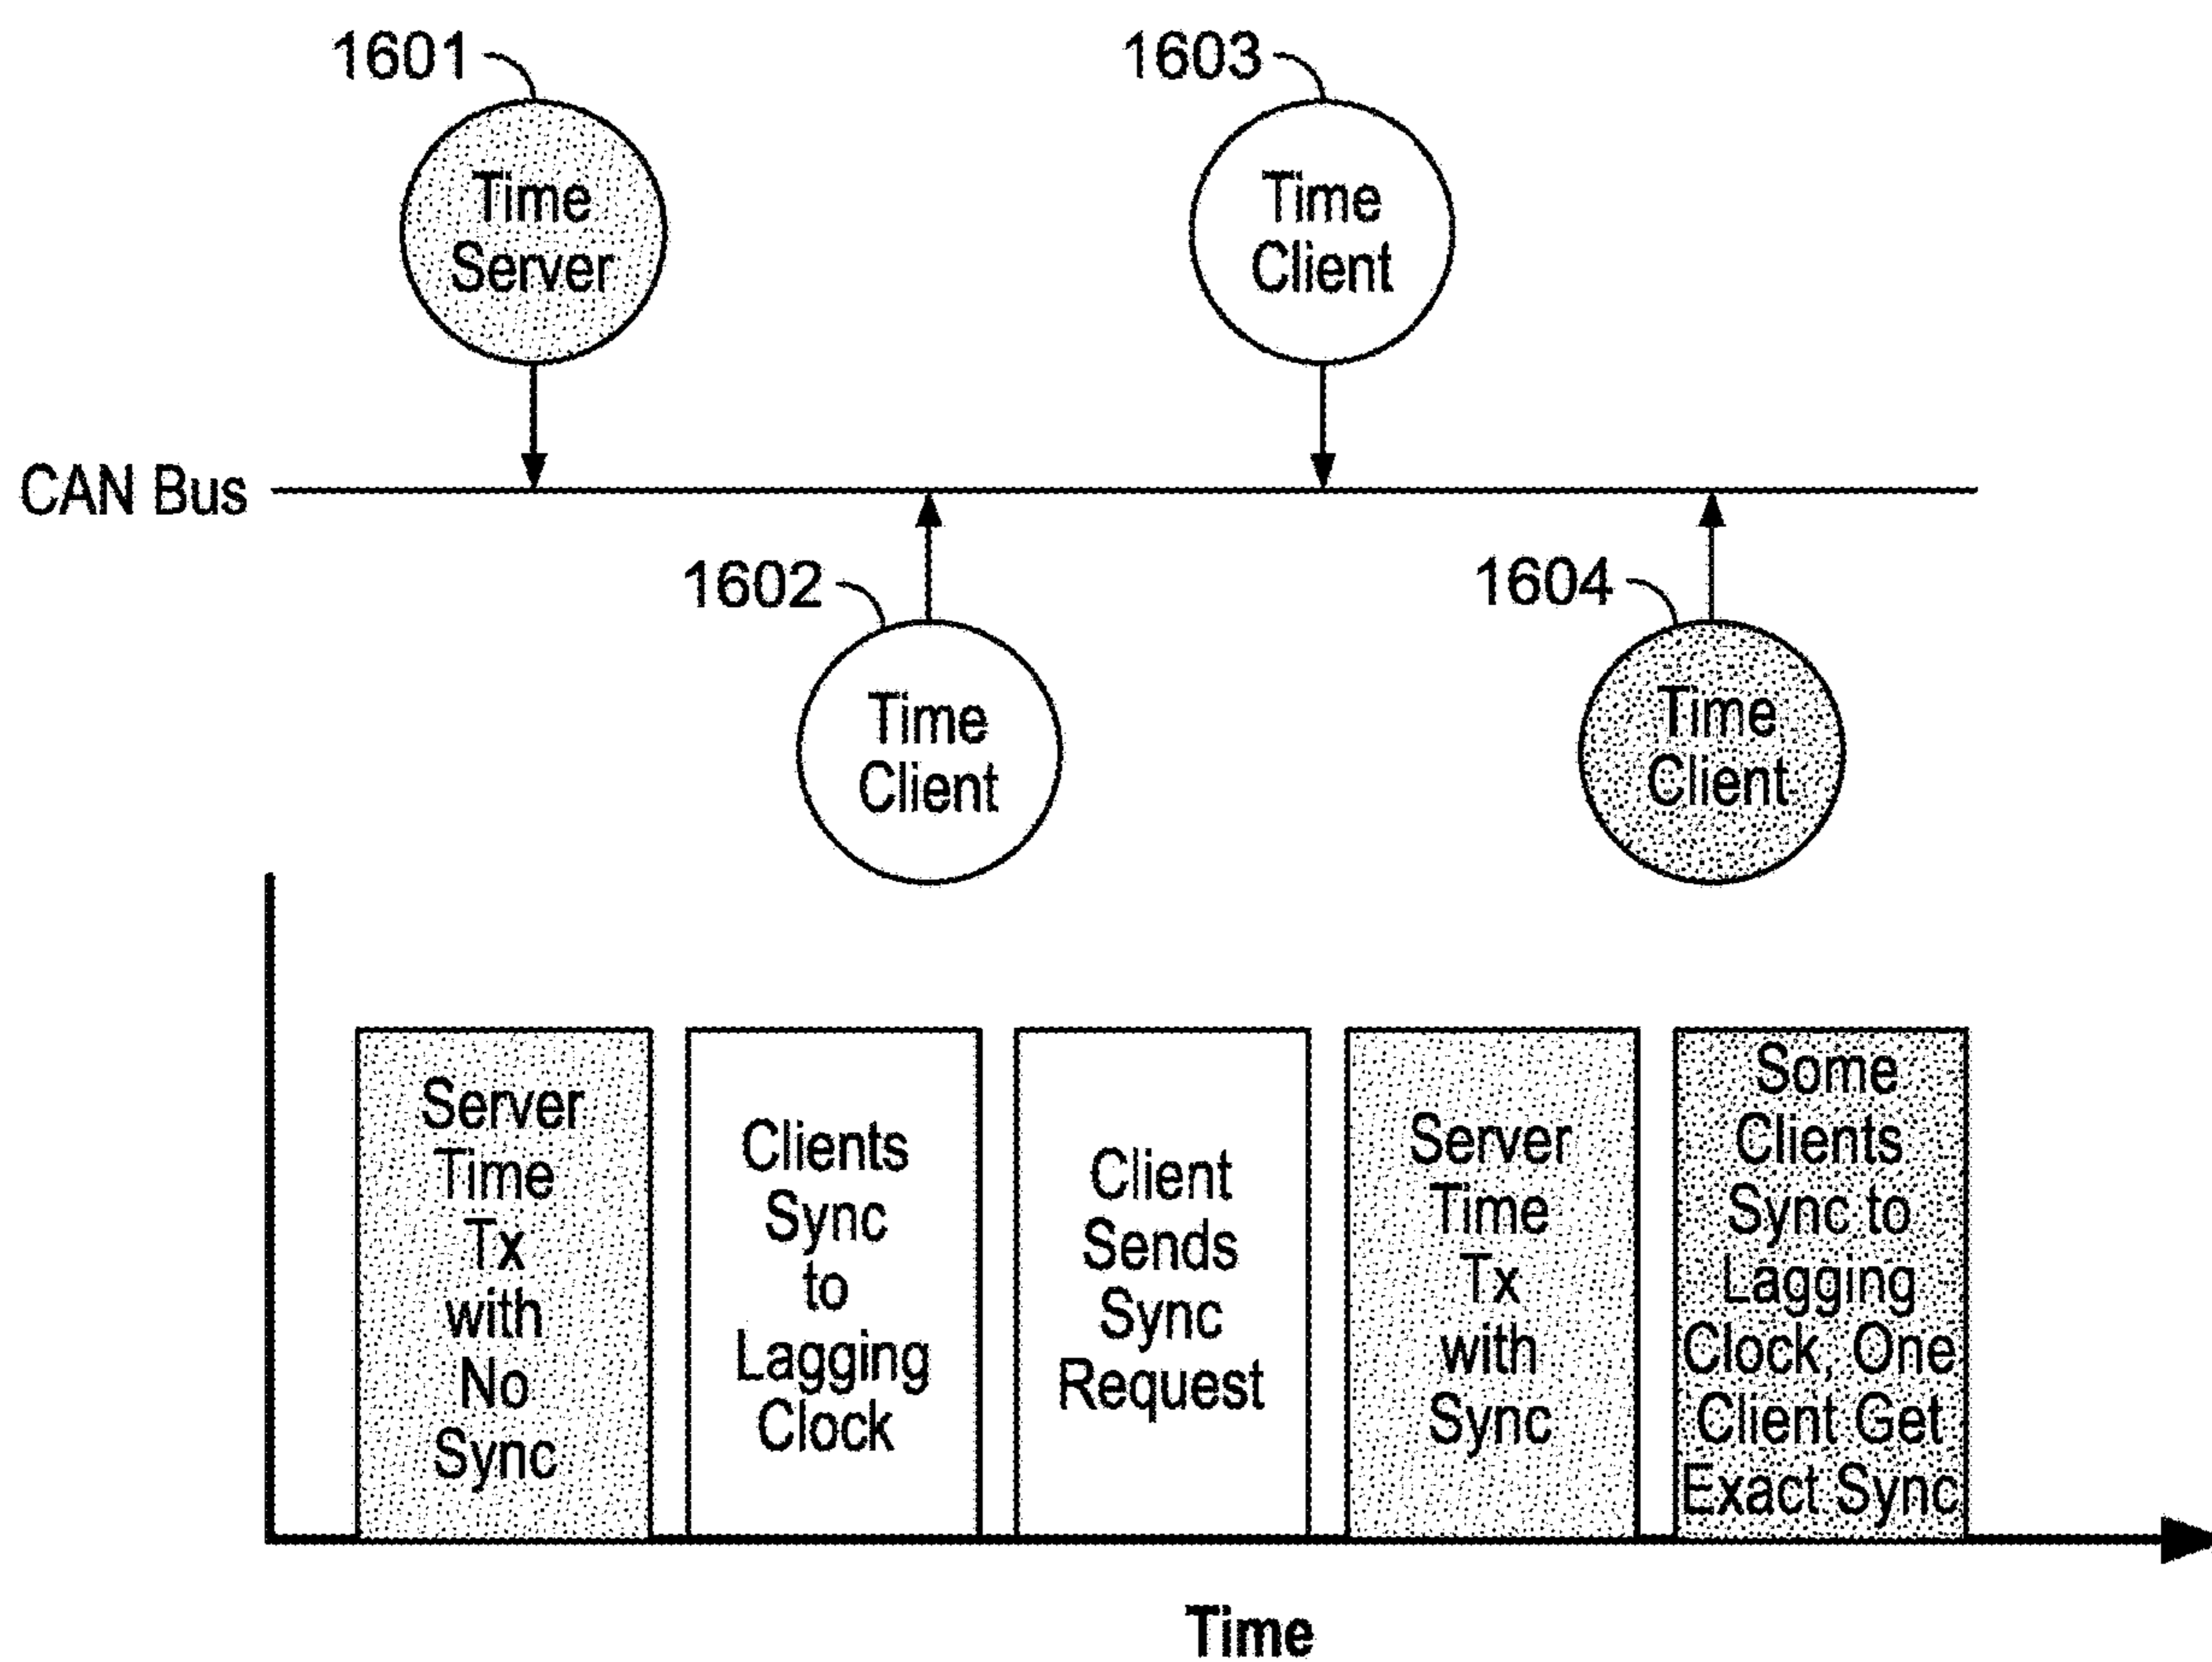 1601
1603
Time
Server
Time
Client
CAN Bus
1602
1604
Time
Client
Time
Client
Server
Time
Tx
with
No
Sync
Clients
Sync
to
Lagging
Clock
Client
Sends
Sync
Request
Server
Time
Tx
with
Sync
Some
Clients
Sync to
Lagging
Clock, One
Client Get
Exact Sync
Time